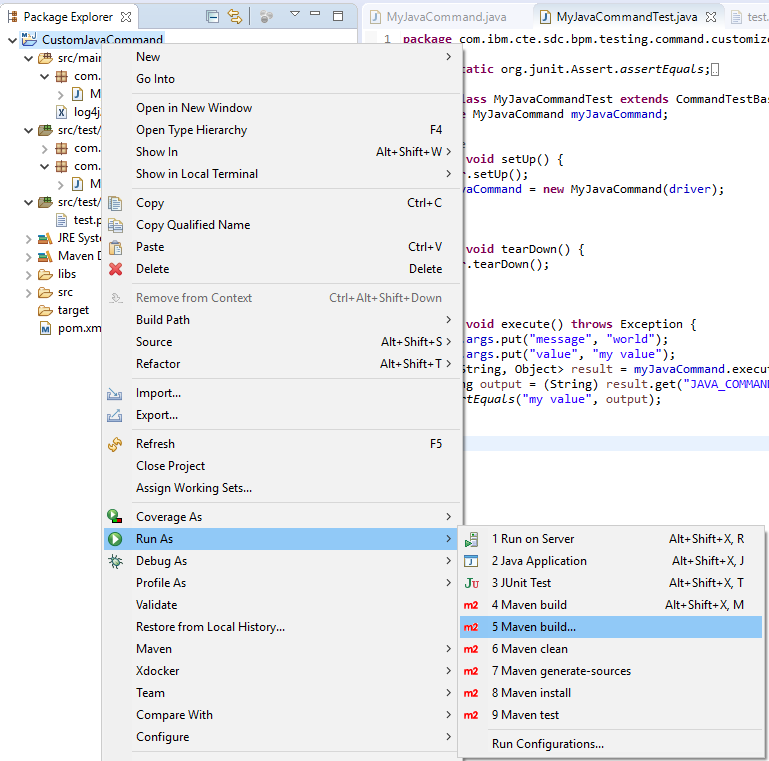 Package Explorer
MyJavaCommand.java
MyJavaCommandTest.java
test.
CustomJavaCommand
src/main
com.
M
log4j
src/test/
com.
com.
M
src/test/
test.p
JRE Syste
Maven D
libs
src
target
pom.xm
1 package com.ibm.cte.sdc.bpm.testing.command.customize
tatic org.junit.Assert.assertEquals;
lass MyJavaCommandTest extends CommandTestBas
e MyJavaCommand myJavaCommand;
e
void setUp() {
r.setUp();
vaCommand = new MyJavaCommand(driver);
void tearDown() {
r.tearDown();
void execute() throws Exception {
.args.put("message", "world");
.args.put("value", "my value");
String, Object> result = myJavaCommand.execu
ng output = (String) result.get("JAVA_COMMAND
ertEquals("my value", output);
New
Go Into
Open in New Window
Open Type Hierarchy F4
Show In Alt+Shift+W
Show in Local Terminal
Copy Ctrl+C
Copy Qualified Name
Paste Ctrl+V
Delete Delete
Remove from Context Ctrl+Alt+Shift+Down
Build Path
Source Alt+Shift+S
Refactor Alt+Shift+T
Import...
Export...
Refresh F5
Close Project
Assign Working Sets...
Coverage As
Run As
Debug As
Profile As
Validate
Restore from Local History...
Maven
Xdocker
Team
Compare With
Configure
1 Run on Server Alt+Shift+X, R
2 Java Application Alt+Shift+X, J
JU 3 JUnit Test Alt+Shift+X, T
m2 4 Maven build Alt+Shift+X, M
m2 5 Maven build...
m2 6 Maven clean
m2 7 Maven generate-sources
m2 8 Maven install
m2 9 Maven test
Run Configurations...